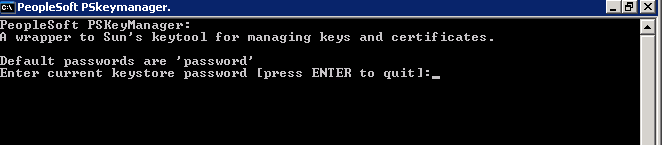 PeopleSoft PSkeymanager.
PeopleSoft PSKeyManager:
A wrapper to Sun's keytool for managing keys and certificates.
Default passwords are 'password'
Enter current keystore password [press ENTER to quit]:_